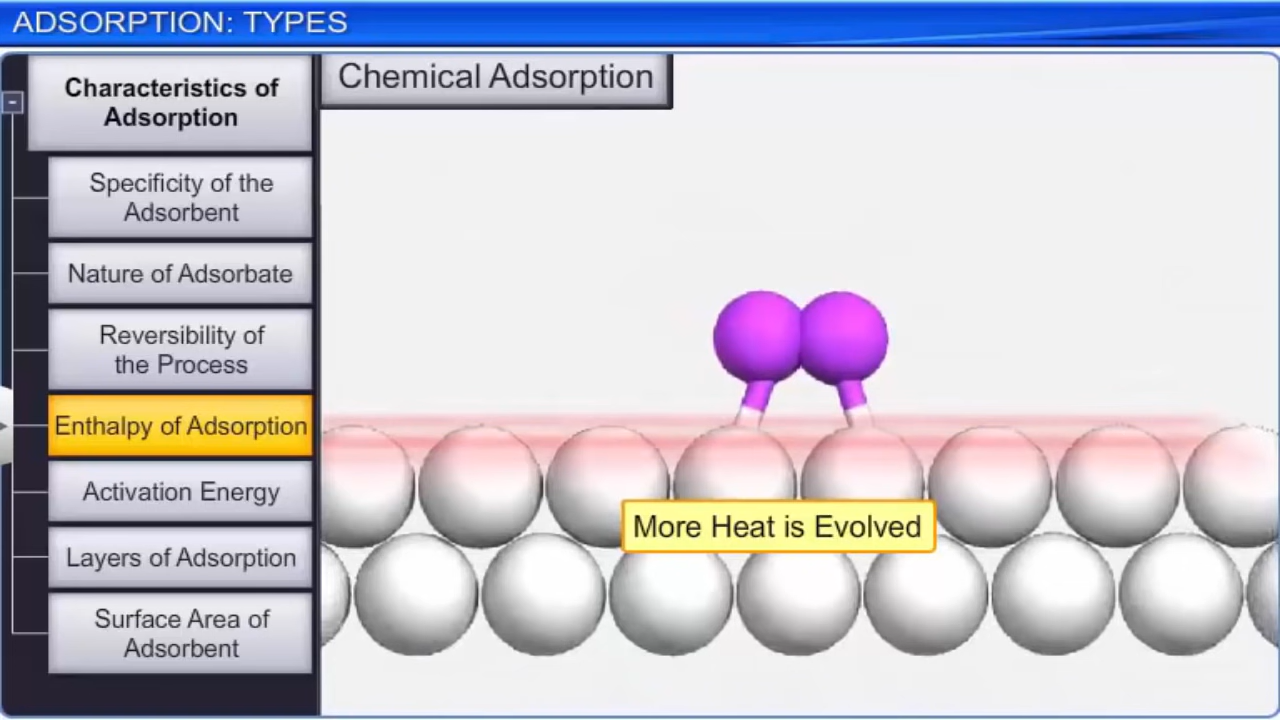 ADSORPTION: TYPES
Characteristics of
Adsorption
Specificity of the
Adsorbent
Nature of Adsorbate
Reversibility of
the Process
Enthalpy of Adsorption
Activation Energy
Layers of Adsorption
Surface Area of
Adsorbent
Chemical Adsorption
More Heat is Evolved